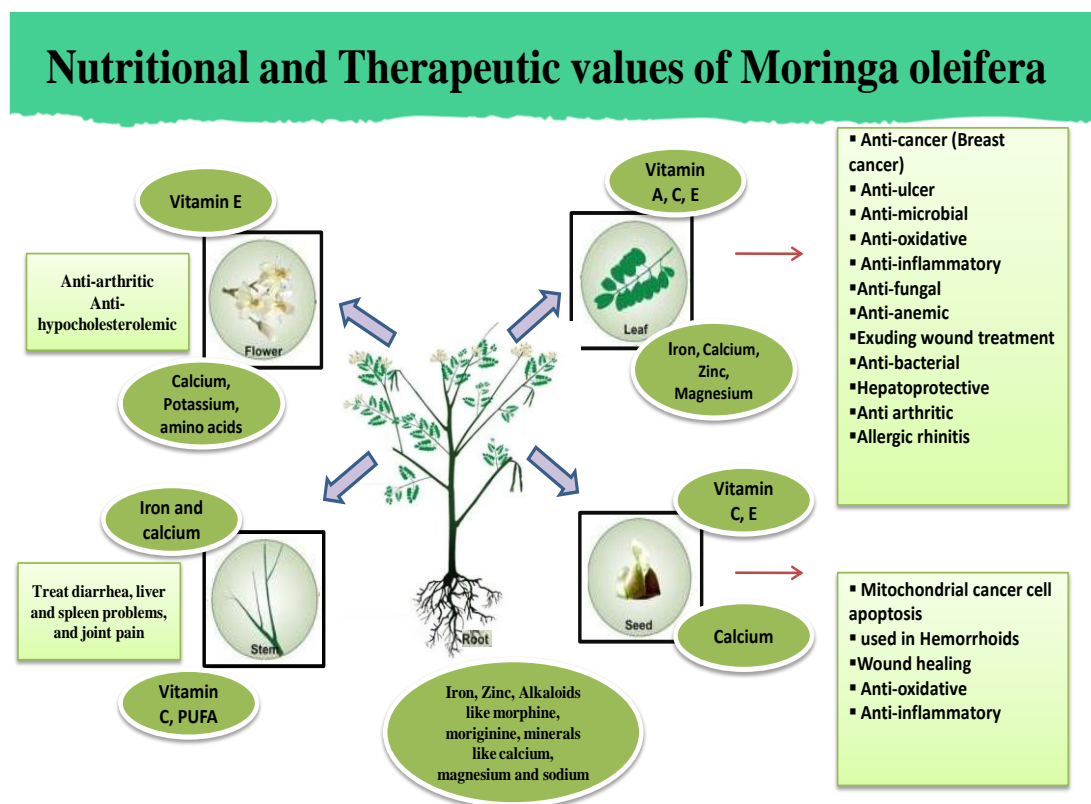 Nutritional and Therapeutic values of Moringa oleifera
Vitamin E
Anti-arthritic
Anti-
hypocholesterolemic
Flower
Calcium,
Potassium,
amino acids
Vitamin
A, C, E
Leaf
Iron, Calcium,
Zinc,
Magnesium
▪ Anti-cancer (Breast
cancer)
▪ Anti-ulcer
▪ Anti-microbial
▪ Anti-oxidative
▪ Anti-inflammatory
▪Anti-fungal
▪Anti-anemic
▪Exuding wound treatment
▪Anti-bacterial
▪Hepatoprotective
▪Anti arthritic
▪Allergic rhinitis
Iron and
calcium
Treat diarrhea, liver
and spleen problems,
and joint pain
Stem
Vitamin
C, PUFA
Root
Iron, Zinc, Alkaloids
like morphine,
moriginine, minerals
like calcium,
magnesium and sodium
Vitamin
C, E
Seed
Calcium
▪ Mitochondrial cancer cell
apoptosis
▪ used in Hemorrhoids
▪Wound healing
▪ Anti-oxidative
▪ Anti-inflammatory